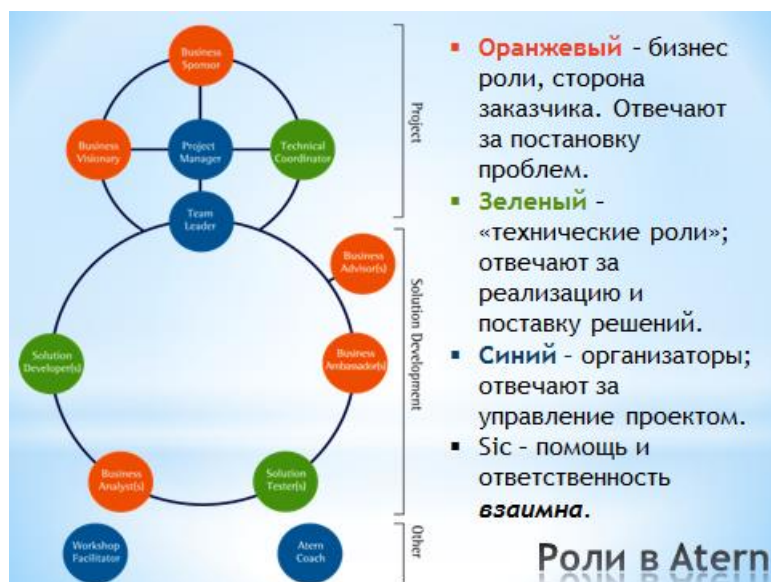 Business
Sponsor
Business
Visionary
Project
Manager
Technical
Coordinator
Team
Leader
Project
Business
Advisor(s)
Solution
Developer(s)
Business
Ambassador(s)
Business
Analyst(s)
Solution
Tester(s)
Solution Development
Workshop
Facilitator
Atern
Coach
Other
Оранжевый – бизнес
роли, сторона
заказчика. Отвечают
за постановку
проблем.
Зеленый –
«технические роли»;
отвечают за
реализацию и
поставку решений.
Синий – организаторы;
отвечают за
управление проектом.
Sic – помощь и
ответственность
взаимна.
Роли в Atern